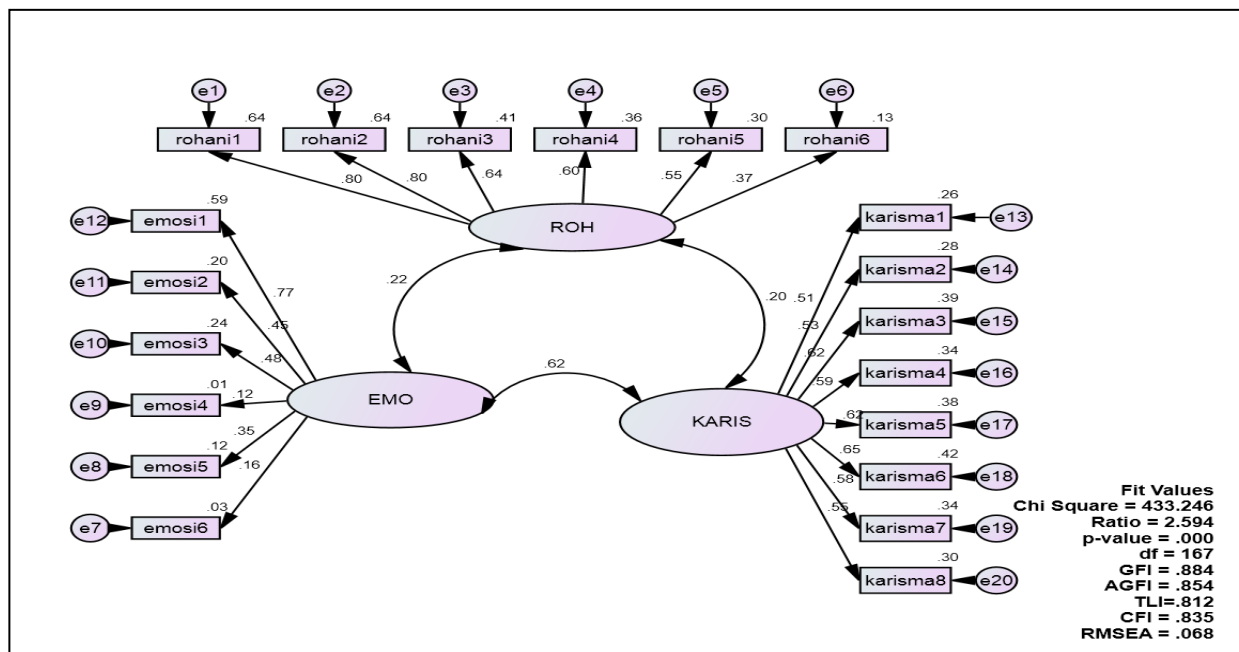 e1 e2 e3 e4 e5 e6
.64 .64 .41 .36 .30 .13
rohani1 rohani2 rohani3 rohani4 rohani5 rohani6
.80 .80 .64 .60 .55 .37
ROH
.59
e12 emosi1
.20
e11 emosi2
.24
e10 emosi3
.01
e9 emosi4
.12
e8 emosi5
.03
e7 emosi6
.77
.45
.48
.12
.35
.16
EMO
.22
.62
.20
KARIS
.51
.53
.62
.59
.62
.65
.58
.55
.26
karisma1 e13
.28
karisma2 e14
.39
karisma3 e15
.34
karisma4 e16
.38
karisma5 e17
.42
karisma6 e18
.34
karisma7 e19
.30
karisma8 e20
Fit Values
Chi Square = 433.246
Ratio = 2.594
p-value = .000
df = 167
GFI = .884
AGFI = .854
TLI=.812
CFI = .835
RMSEA = .068